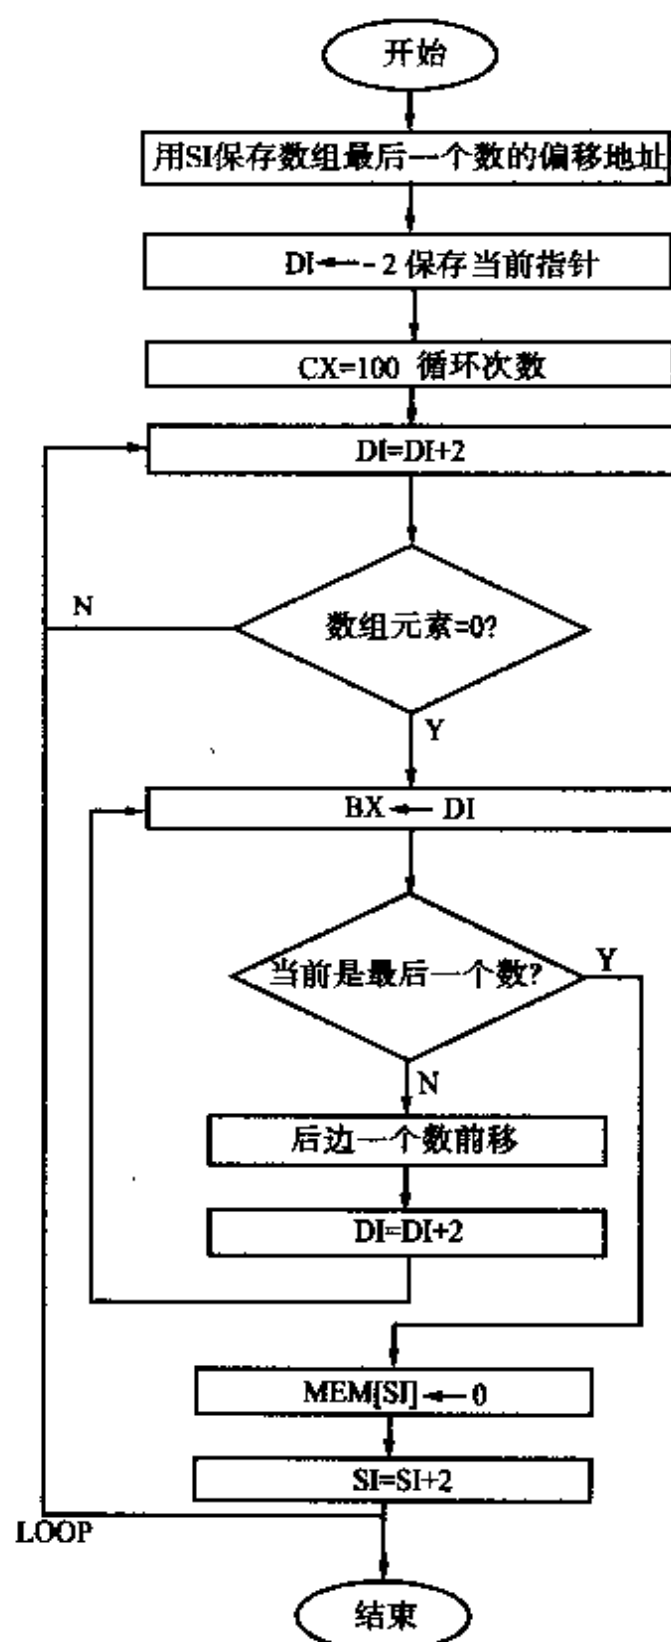 开始
用SI保存数组最后一个数的偏移地址
DI←-2 保存当前指针
CX=100 循环次数
DI=DI+2
N
数组元素=0?
Y
BX← DI
当前是最后一个数?
Y
N
后边一个数前移
DI=DI+2
MEM[SI]← 0
SI=SI+2
LOOP
结束